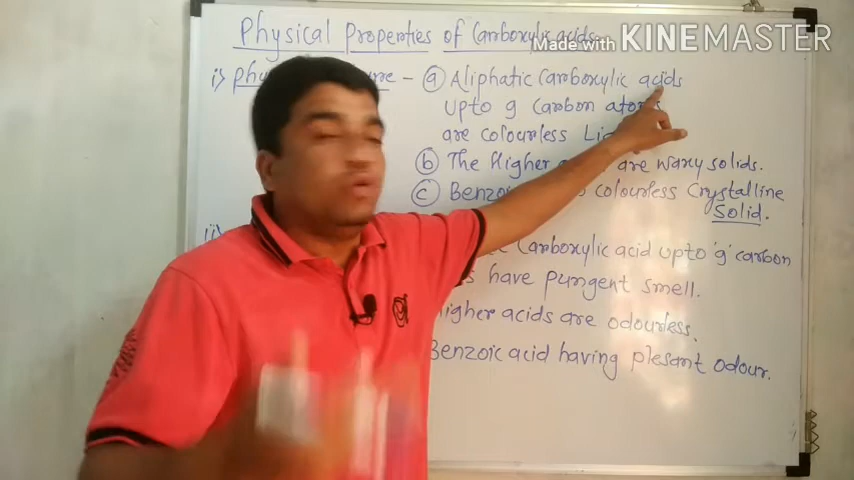 Physical Properties of Carboxylic acids
Made with KINEMASTER
i) – (a) Aliphatic Carboxylic acids
upto 9 carbon atoms
are colourless
(b) The Higher are waxy solids.
(c) colourless Crystalline
Solid.
ii)
Carboxylic acid upto '9' carbon
have pungent smell.
Higher acids are odourless.
Benzoic acid having plesant odour.